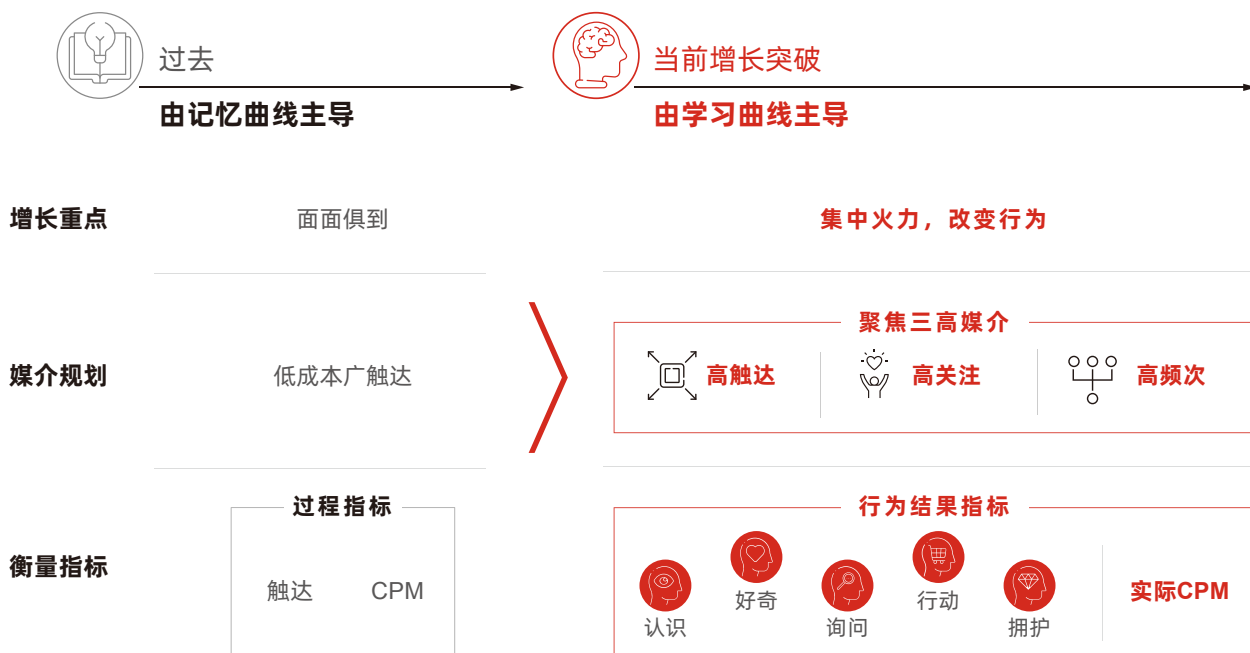 过去
由记忆曲线主导
当前增长突破
由学习曲线主导
增长重点
面面俱到
集中火力，改变行为
媒介规划
低成本广触达
聚焦三高媒介
高触达
高关注
高频次
衡量指标
过程指标
触达
CPM
行为结果指标
认识
好奇
询问
行动
拥护
实际CPM